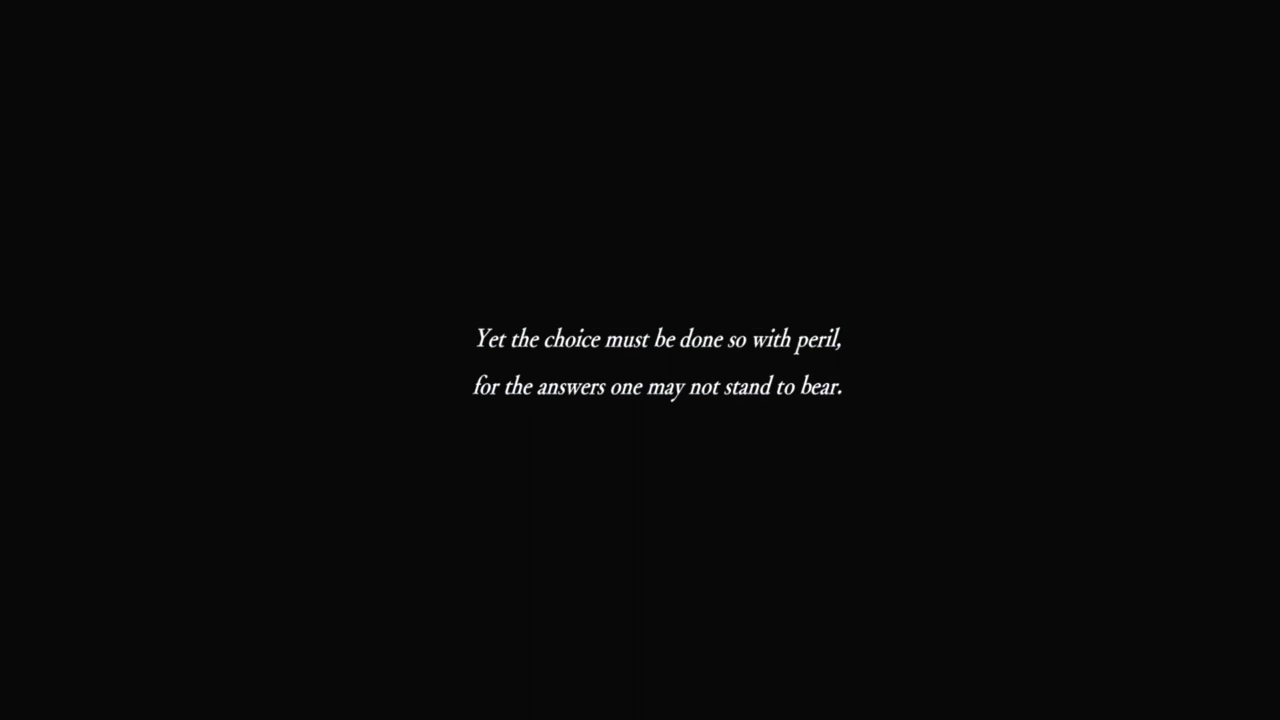 Yet the choice must be done so with peril,
for the answers one may not stand to bear.